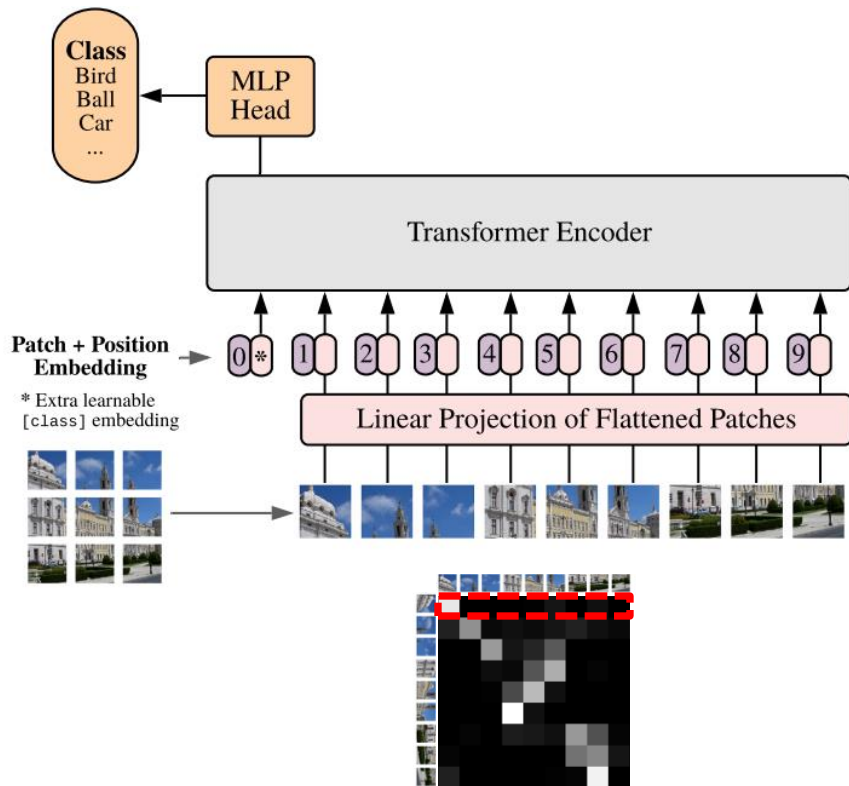 Class
Bird
Ball
Car
...
MLP
Head
Transformer Encoder
Patch + Position
Embedding
0 * 1 2 3 4 5 6 7 8 9
* Extra learnable
[class] embedding
Linear Projection of Flattened Patches